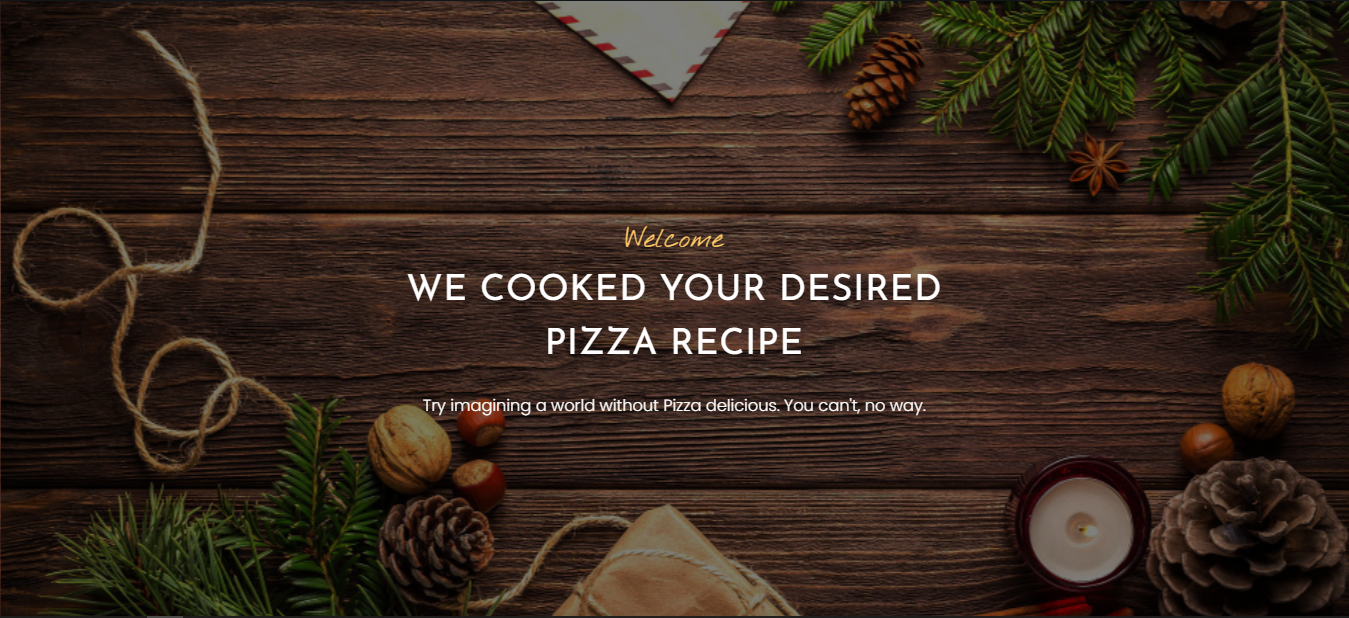 Welcome
WE COOKED YOUR DESIRED
PIZZA RECIPE
Try imagining a world without Pizza delicious. You can't, no way.